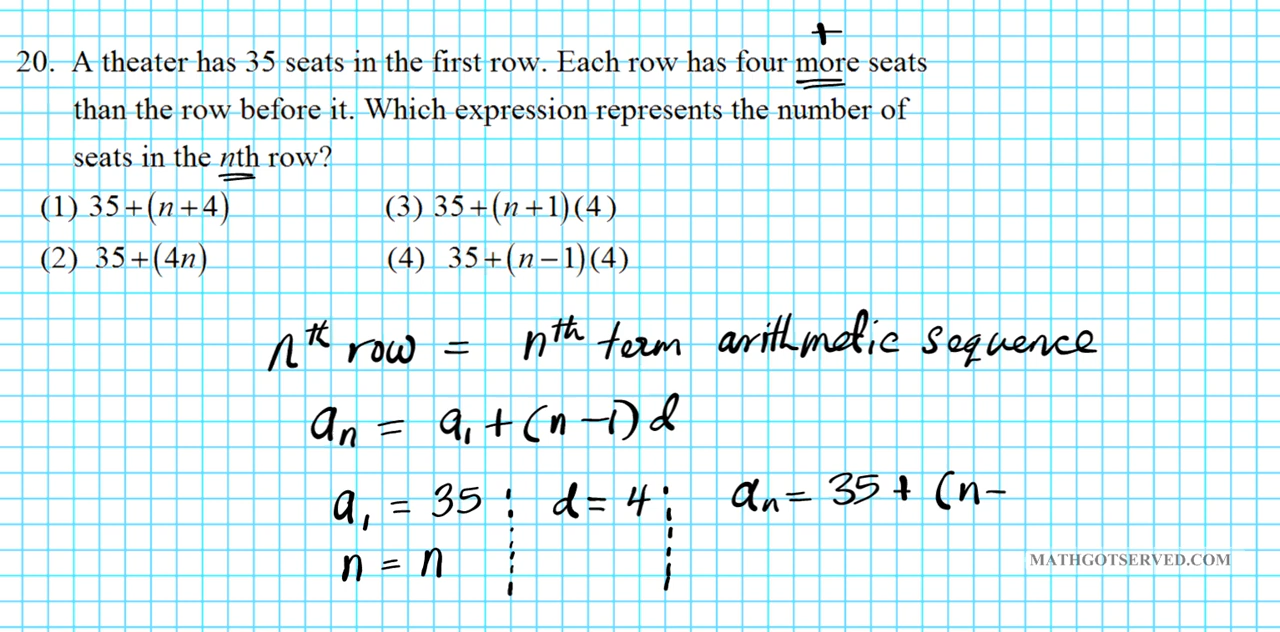 +
20. A theater has 35 seats in the first row. Each row has four more seats
than the row before it. Which expression represents the number of
seats in the nth row?
(1) 35+(n+4) (3) 35+(n+1)(4)
(2) 35+(4n) (4) 35+(n−1)(4)
nth row = nth term arithmetic sequence
an = a1 + (n−1)d
a1 = 35 d = 4 an = 35 + (n−
n = n
MATHGOTSERVED.COM